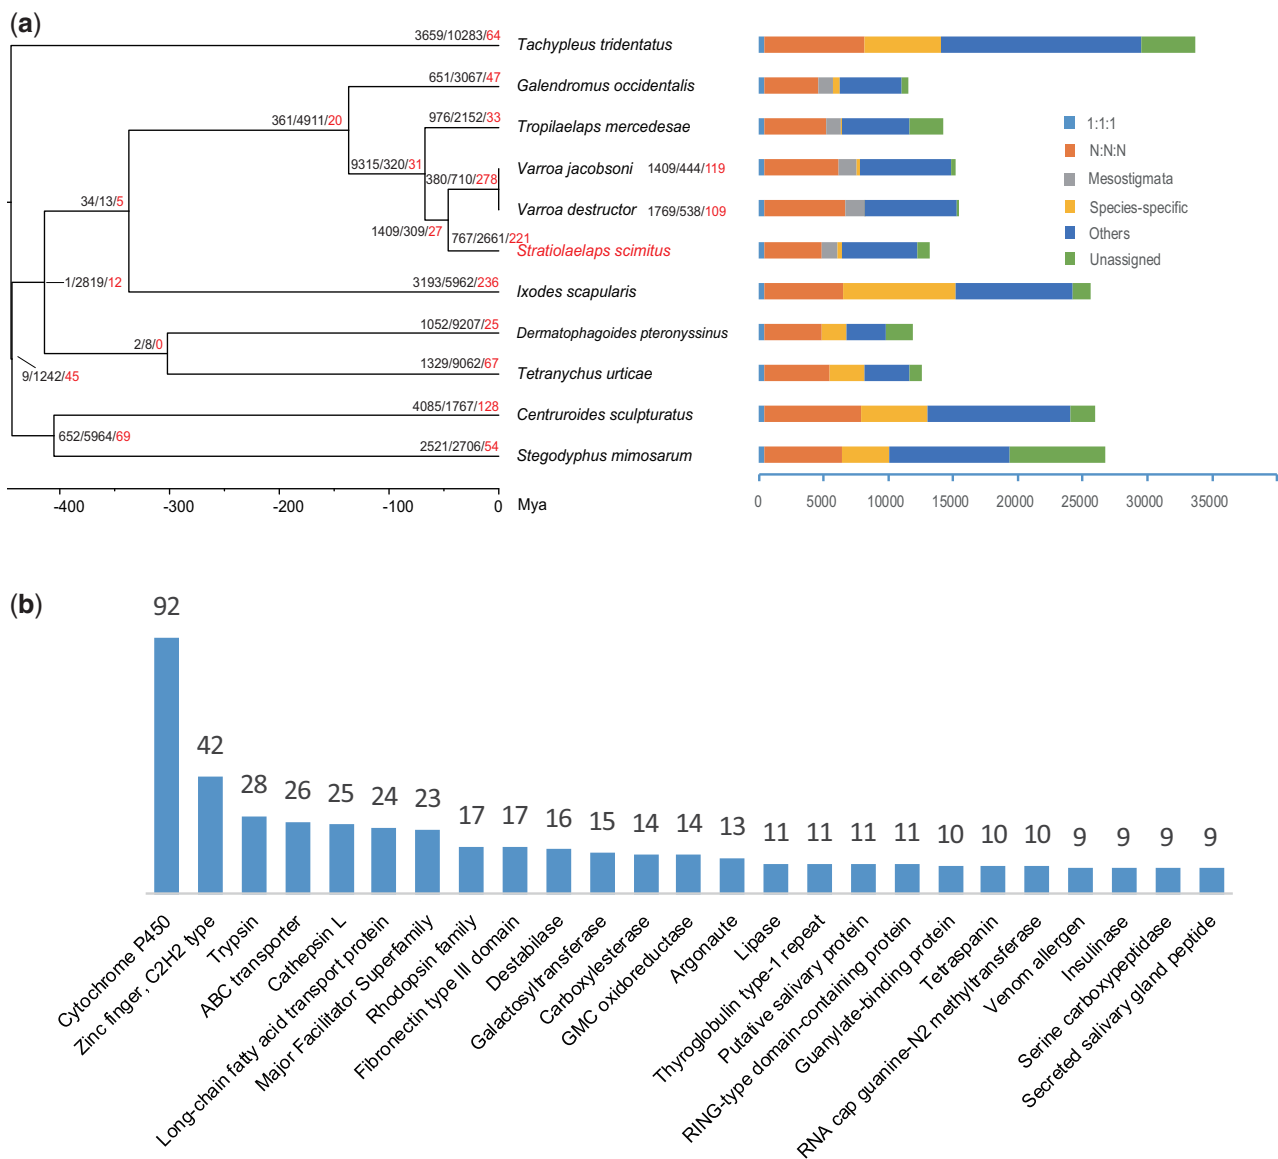 (a)
3659/10283/64
Tachypleus tridentatus
651/3067/47
Galendromus occidentalis
361/4911/20
976/2152/33
Tropilaelaps mercedesae
1:1:1
N:N:N
Mesostigmata
Species-specific
Others
Unassigned
9315/320/31
Varroa jacobsoni 1409/444/119
380/710/278
34/13/5
Varroa destructor 1769/538/109
1409/309/27
767/2661/221
Stratiolaelaps scimitus
1/2819/12
3193/5962/236
Ixodes scapularis
1052/9207/25
Dermatophagoides pteronyssinus
2/8/0
1329/9062/67
Tetranychus urticae
9/1242/45
4085/1767/128
Centruroides sculpturatus
652/5964/69
2521/2706/54
Stegodyphus mimosarum
-400 -300 -200 -100 0 Mya
0 5000 10000 15000 20000 25000 30000 35000
(b)
92 42 28 26 25 24 23 17 17 16 15 14 14 13 11 11 11 11 10 10 10 9 9 9 9
Cytochrome P450
Zinc finger, C2H2 type
Trypsin
ABC transporter
Cathepsin L
Long-chain fatty acid transport protein
Major Facilitator Superfamily
Rhodopsin family
Fibronectin type III domain
Destabilase
Galactosyltransferase
Carboxylesterase
GMC oxidoreductase
Argonaute
Lipase
Thyroglobulin type-1 repeat
Putative salivary protein
RING-type domain-containing protein
Guanylate-binding protein
Tetraspanin
RNA cap guanine-N2 methyltransferase
Venom allergen
Insulinase
Serine carboxypeptidase
Secreted salivary gland peptide